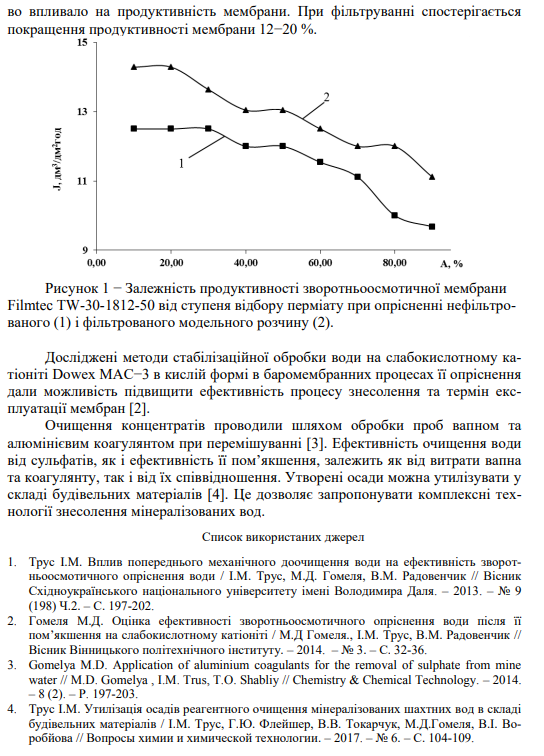 во впливало на продуктивність мембрани. При фільтруванні спостерігається
покращення продуктивності мембрани 12−20 %.
15
13
11
9
J, дм³/дм²год
2
1
0,00
20,00
40,00
60,00
80,00
А, %
Рисунок 1 − Залежність продуктивності зворотньоосмотичної мембрани
Filmtec TW-30-1812-50 від ступеня відбору перміату при опрісненні нефільтро-
ваного (1) і фільтрованого модельного розчину (2).
Досліджені методи стабілізаційної обробки води на слабокислотному ка-
тіоніті Dowex MAC−3 в кислій формі в баромембранних процесах її опріснення
дали можливість підвищити ефективність процесу знесолення та термін екс-
плуатації мембран [2].
Очищення концентратів проводили шляхом обробки проб вапном та
алюмінієвим коагулянтом при перемішуванні [3]. Ефективність очищення води
від сульфатів, як і ефективність її пом’якшення, залежить як від витрати вапна
та коагулянту, так і від їх співвідношення. Утворені осади можна утилізувати у
складі будівельних матеріалів [4]. Це дозволяє запропонувати комплексні тех-
нології знесолення мінералізованих вод.
Список використаних джерел
1. Трус І.М. Вплив попереднього механічного доочищення води на ефективність зворот-
ньоосмотичного опріснення води / І.М. Трус, М.Д. Гомеля, В.М. Радовенчик // Вісник
Східноукраїнського національного університету імені Володимира Даля. – 2013. – № 9
(198) Ч.2. – С. 197-202.
2. Гомеля М.Д. Оцінка ефективності зворотньоосмотичного опріснення води після її
пом’якшення на слабокислотному катіоніті / М.Д Гомеля., І.М. Трус, В.М. Радовенчик //
Вісник Вінницького політехнічного інституту. – 2014. – № 3. – С. 32-36.
3. Gomelya M.D. Application of aluminium coagulants for the removal of sulphate from mine
water // M.D. Gomelya , I.M. Trus, T.O. Shabliy // Chemistry & Chemical Technology. – 2014.
– 8 (2). – P. 197-203.
4. Трус І.М. Утилізація осадів реагентного очищення мінералізованих шахтних вод в складі
будівельних матеріалів / І.М. Трус, Г.Ю. Флейшер, В.В. Токарчук, М.Д.Гомеля, В.І. Во-
робйова // Вопросы химии и химической технологии. – 2017. – № 6. – С. 104-109.